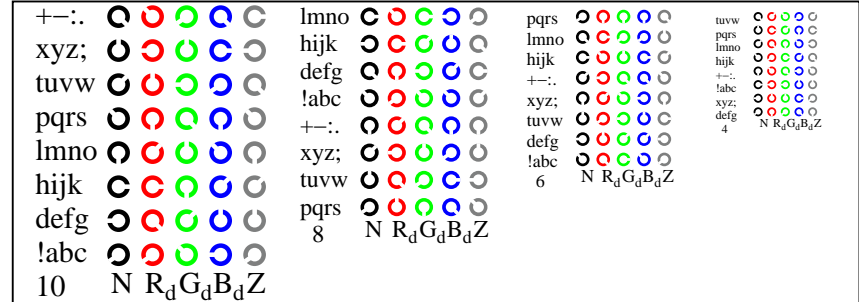 +−:.
xyz;
tuvw
pqrs
lmno
hijk
defg
!abc
10 N RdGdBdZ
lmno
hijk
defg
!abc
+−:.
xyz;
tuvw
pqrs
8 N RdGdBdZ
pqrs
lmno
hijk
+−:.
xyz;
tuvw
defg
!abc
6 N RdGdBdZ
tuvw
pqrs
lmno
hijk
+−:.
!abc
xyz;
defg
4 N RdGdBdZ